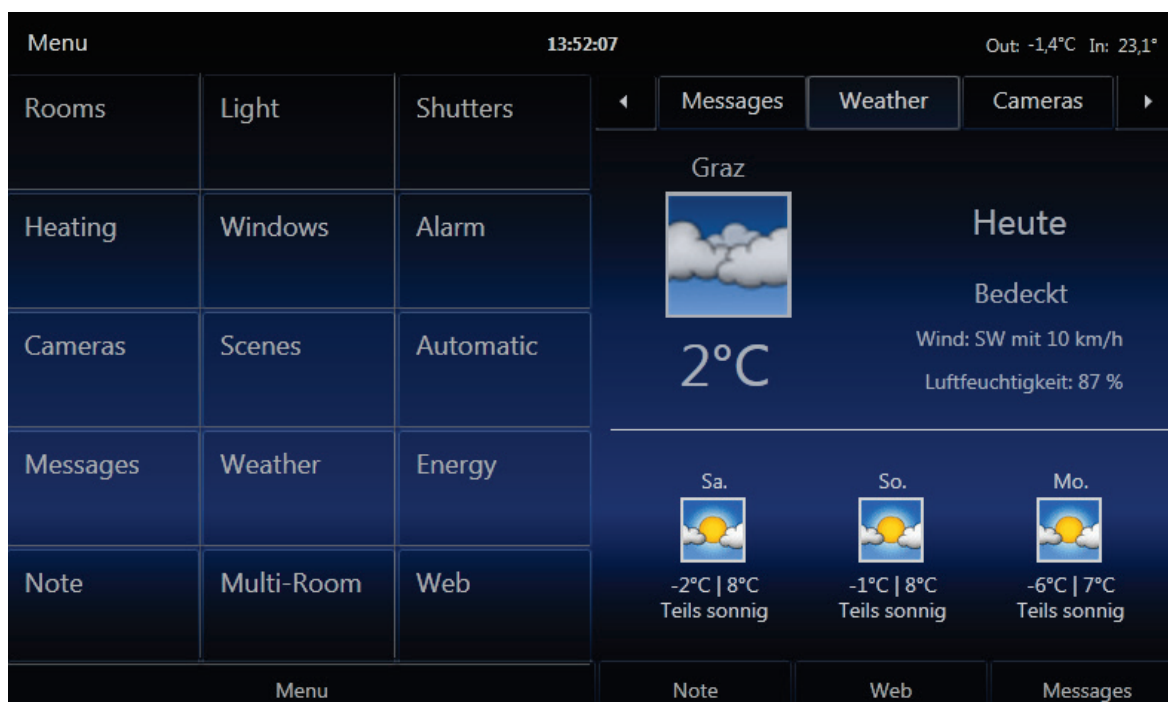 Menu 13:52:07 Out: -1,4°C In: 23,1°
Rooms Light Shutters
Heating Windows Alarm
Cameras Scenes Automatic
Messages Weather Energy
Note Multi-Room Web
Menu
Messages Weather Cameras
Graz
Heute
Bedeckt
2°C
Wind: SW mit 10 km/h
Luftfeuchtigkeit: 87 %
Sa. So. Mo.
-2°C | 8°C -1°C | 8°C -6°C | 7°C
Teils sonnig Teils sonnig Teils sonnig
Note Web Messages